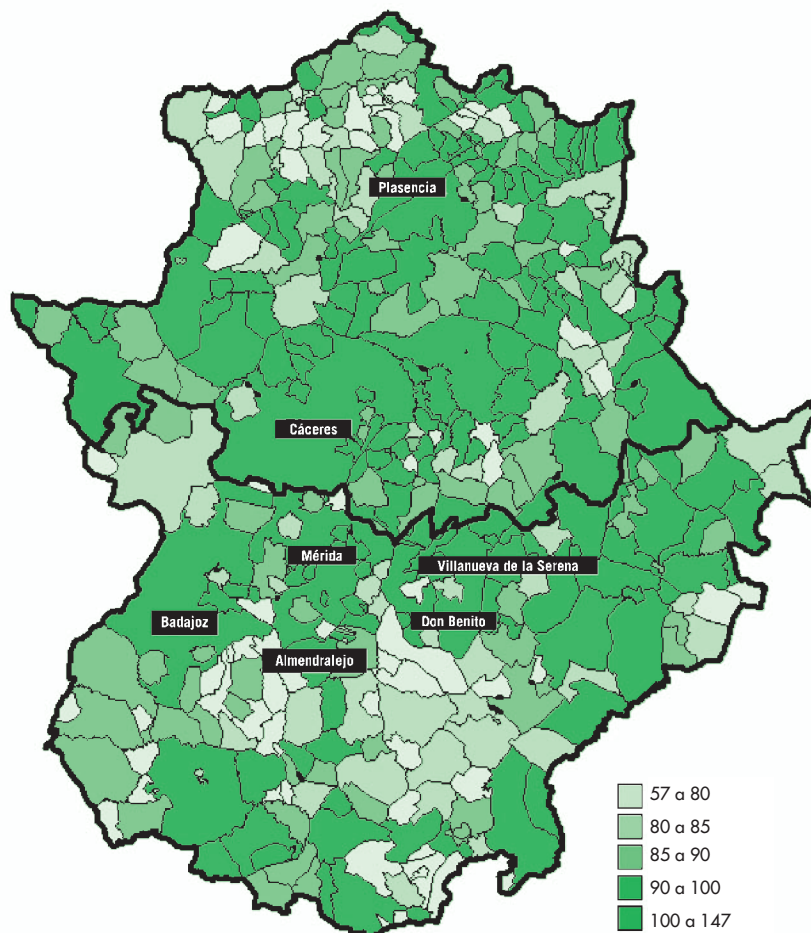 Plasencia
Cáceres
Mérida
Villanueva de la Serena
Badajoz
Don Benito
Almendralejo
57 a 80
80 a 85
85 a 90
90 a 100
100 a 147